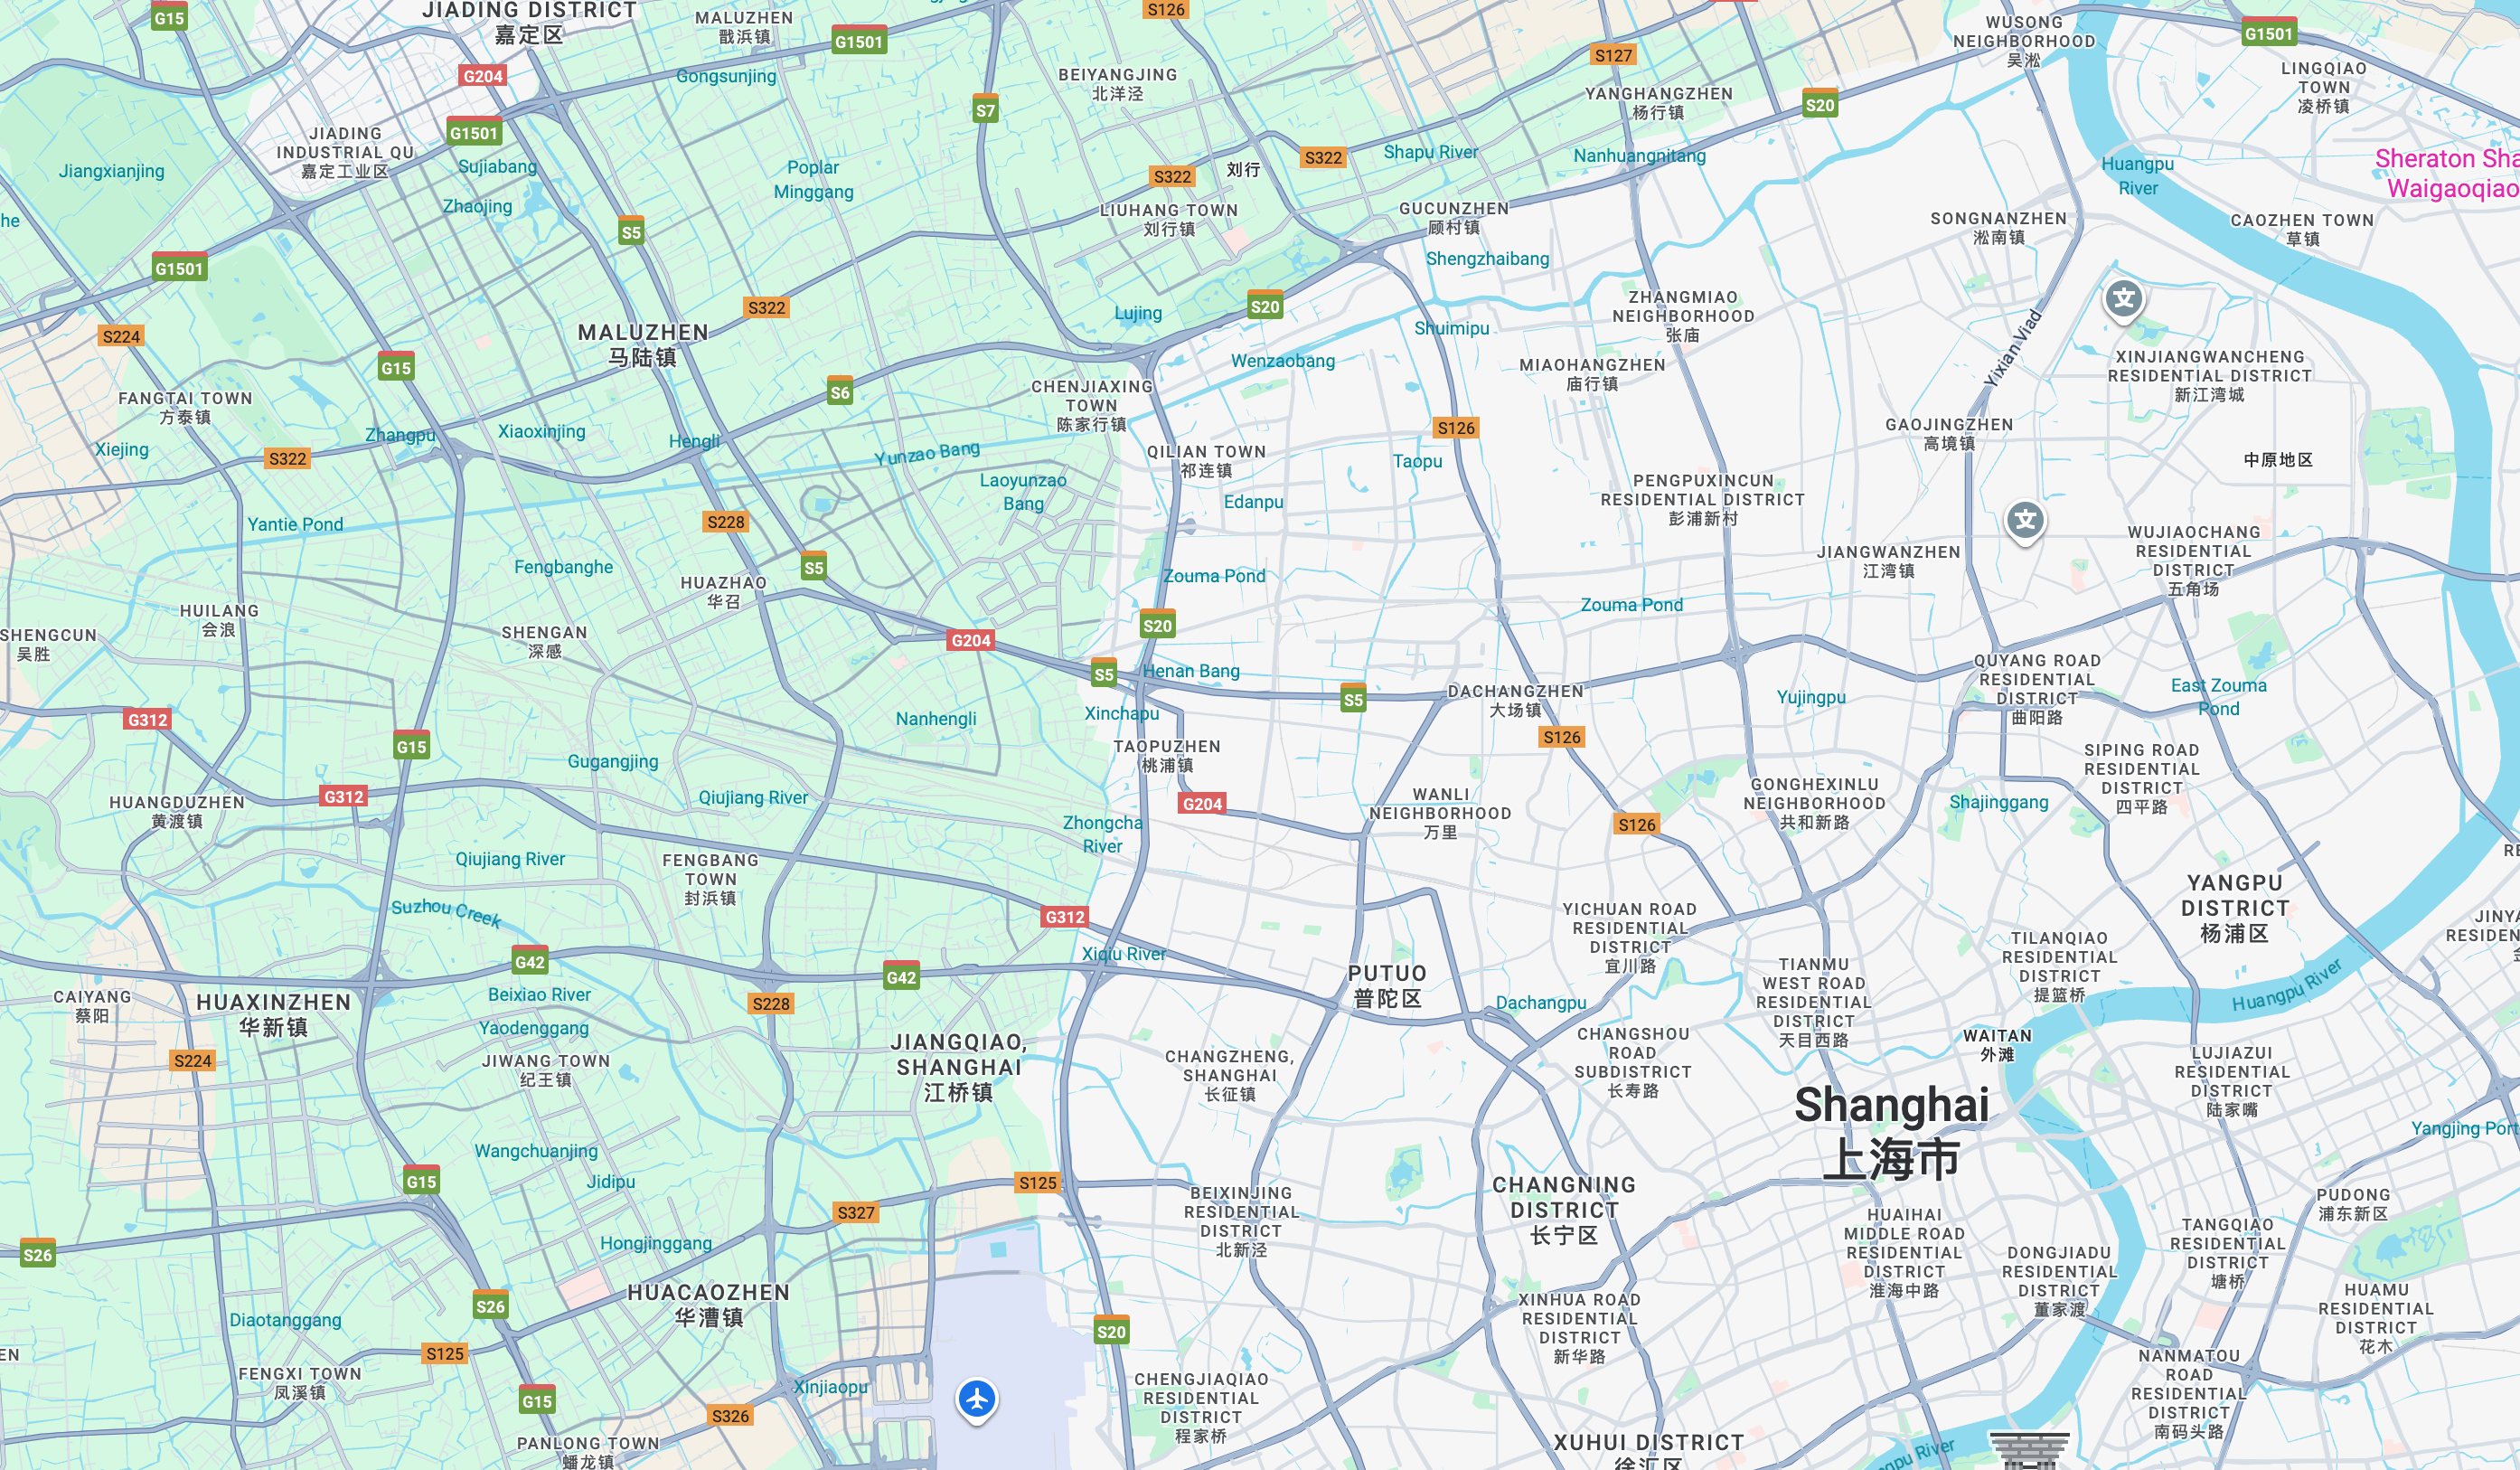 JIADING DISTRICT
嘉定区
G15
MALUZHEN
戬浜镇
G1501
S126
WUSONG
NEIGHBORHOOD
吴淞
G1501
G204
Gongsunjing
BEIYANGJING
北洋泾
S127
LINGQIAO
TOWN
凌桥镇
S7
YANGHANGZHEN
杨行镇
S20
G1501
JIADING
INDUSTRIAL QU
嘉定工业区
Sujiabang
Jiangxianjing
Poplar
Minggang
S322
刘行
S322
Shapu River
Nanhuangnitang
Huangpu
River
Sheraton Sha
Waigaoqiao
Zhaojing
he
S5
LIUHANG TOWN
刘行镇
GUCUNZHEN
顾村镇
SONGNANZHEN
淞南镇
CAOZHEN TOWN
草镇
G1501
Shengzhaibang
S322
Lujing
S20
ZHANGMIAO
NEIGHBORHOOD
张庙
文
S224
MALUZHEN
马陆镇
Shuimipu
Yixian Viad
G15
S6
Wenzaobang
MIAOHANGZHEN
庙行镇
XINJIANGWANCHENG
RESIDENTIAL DISTRICT
新江湾城
FANGTAI TOWN
方泰镇
CHENJIAXING
TOWN
陈家行镇
Xiejing
Zhangpu
Xiaoxinjing
Hengli
S126
GAOJINGZHEN
高境镇
S322
Yunzao Bang
QILIAN TOWN
祁连镇
Taopu
中原地区
Laoyunzao
Bang
Edanpu
PENGPUXINCUN
RESIDENTIAL DISTRICT
彭浦新村
Yantie Pond
S228
文
WUJIAOCHANG
RESIDENTIAL
DISTRICT
五角场
Fengbanghe
S5
HUAZHAO
华召
Zouma Pond
JIANGWANZHEN
江湾镇
HUILANG
会浪
Zouma Pond
SHENGCUN
吴胜
SHENGAN
深感
G204
S20
S5
Henan Bang
S5
DACHANGZHEN
大场镇
QUYANG ROAD
RESIDENTIAL
DISTRICT
曲阳路
Yujingpu
East Zouma
Pond
G312
G15
Nanhengli
Xinchapu
S126
TAOPUZHEN
桃浦镇
Gugangjing
SIPING ROAD
RESIDENTIAL
DISTRICT
四平路
G312
Qiujiang River
G204
WANLI
NEIGHBORHOOD
万里
GONGHEXINLU
NEIGHBORHOOD
共和新路
Shajinggang
HUANGDUZHEN
黄渡镇
Zhongcha
River
S126
RE
Qiujiang River
FENGBANG
TOWN
封浜镇
YANGPU
DISTRICT
杨浦区
Suzhou Creek
G312
YICHUAN ROAD
RESIDENTIAL
DISTRICT
宜川路
JINYA
RESIDEN
G42
G42
Xiqiu River
PUTUO
普陀区
TIANMU
WEST ROAD
RESIDENTIAL
DISTRICT
天目西路
TILANQIAO
RESIDENTIAL
DISTRICT
提篮桥
Huangpu River
CAIYANG
蔡阳
HUAXINZHEN
华新镇
Beixiao River
S228
Dachangpu
Yaodenggang
JIANGQIAO,
SHANGHAI
江桥镇
CHANGZHENG,
SHANGHAI
长征镇
CHANGSHOU
ROAD
SUBDISTRICT
长寿路
WAITAN
外滩
LUJIAZUI
RESIDENTIAL
DISTRICT
陆家嘴
S224
JIWANG TOWN
纪王镇
Shanghai
上海市
Yangjing Port
Wangchuanjing
G15
Jidipu
S125
S327
BEIXINJING
RESIDENTIAL
DISTRICT
北新泾
CHANGNING
DISTRICT
长宁区
PUDONG
浦东新区
HUAIHAI
MIDDLE ROAD
RESIDENTIAL
DISTRICT
淮海中路
TANGQIAO
RESIDENTIAL
DISTRICT
塘桥
S26
Hongjinggang
DONGJIADU
RESIDENTIAL
DISTRICT
董家渡
HUACAOZHEN
华漕镇
S26
Diaotanggang
S20
XINHUA ROAD
RESIDENTIAL
DISTRICT
新华路
HUAMU
RESIDENTIAL
DISTRICT
花木
EN
S125
FENGXI TOWN
凤溪镇
G15
Xinjiaopu
CHENGJIAQIAO
RESIDENTIAL
DISTRICT
程家桥
NANMATOU
ROAD
RESIDENTIAL
DISTRICT
南码头路
S326
PANLONG TOWN
蟠龙镇
XUHUI DISTRICT
徐汇区
npu River